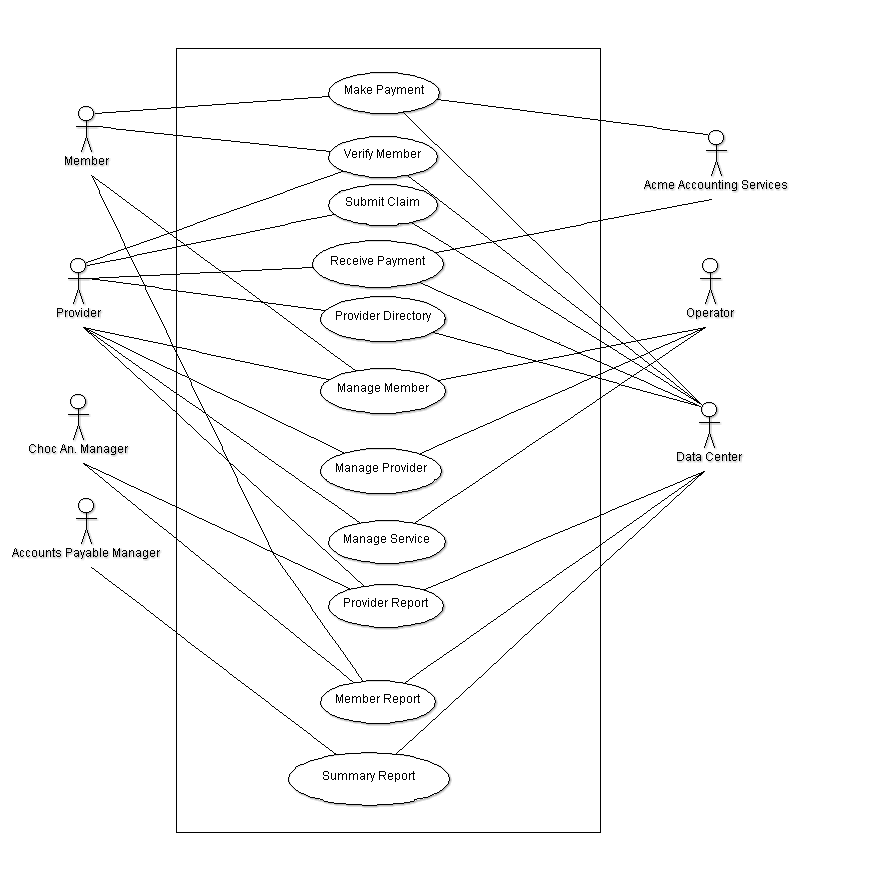 Make Payment
Member
Verify Member
Acme Accounting Services
Submit Claim
Receive Payment
Provider
Provider Directory
Operator
Manage Member
Choc An. Manager
Data Center
Manage Provider
Manage Service
Accounts Payable Manager
Provider Report
Member Report
Summary Report